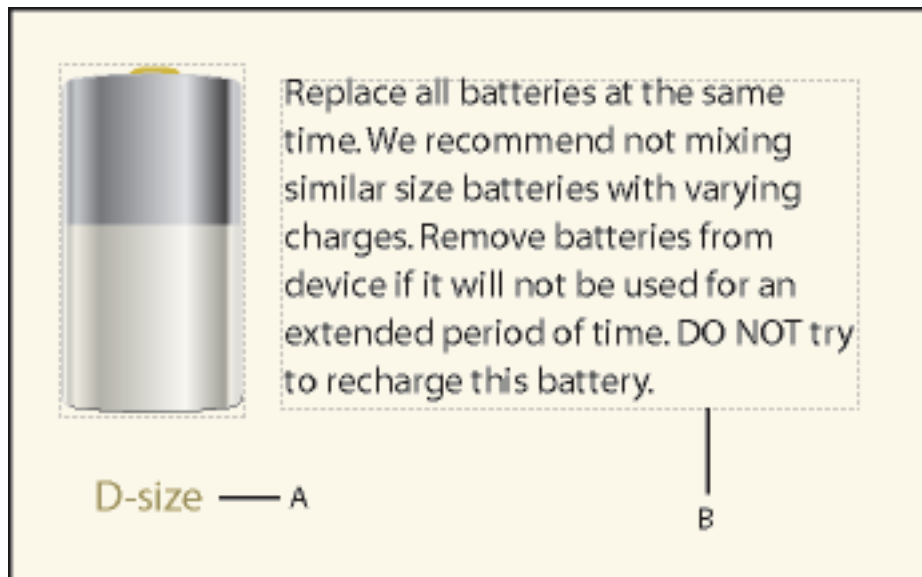 Replace all batteries at the same
time. We recommend not mixing
similar size batteries with varying
charges. Remove batteries from
device if it will not be used for an
extended period of time. DO NOT try
to recharge this battery.
D-size A
B